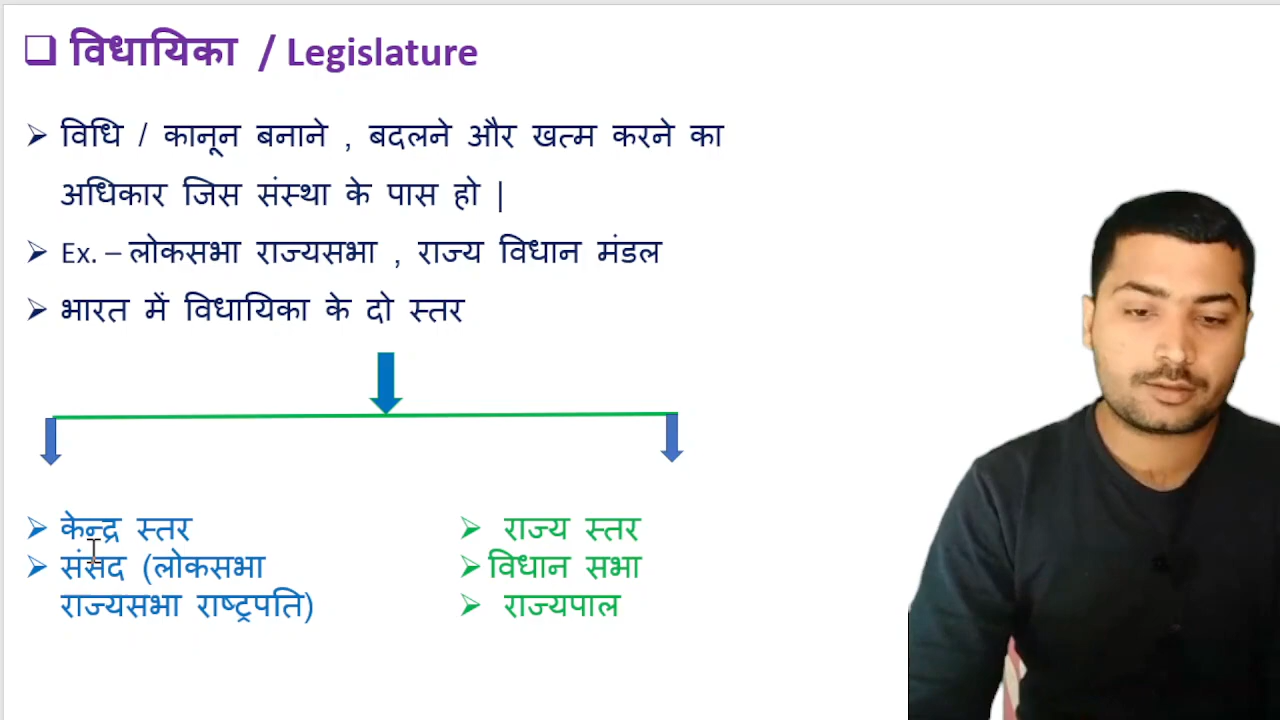 विधायिका / Legislature
विधि / कानून बनाने , बदलने और खत्म करने का
अधिकार जिस संस्था के पास हो |
Ex. – लोकसभा राज्यसभा , राज्य विधान मंडल
भारत में विधायिका के दो स्तर
केन्द्र स्तर
संसद (लोकसभा
राज्यसभा राष्ट्रपति)
राज्य स्तर
विधान सभा
राज्यपाल